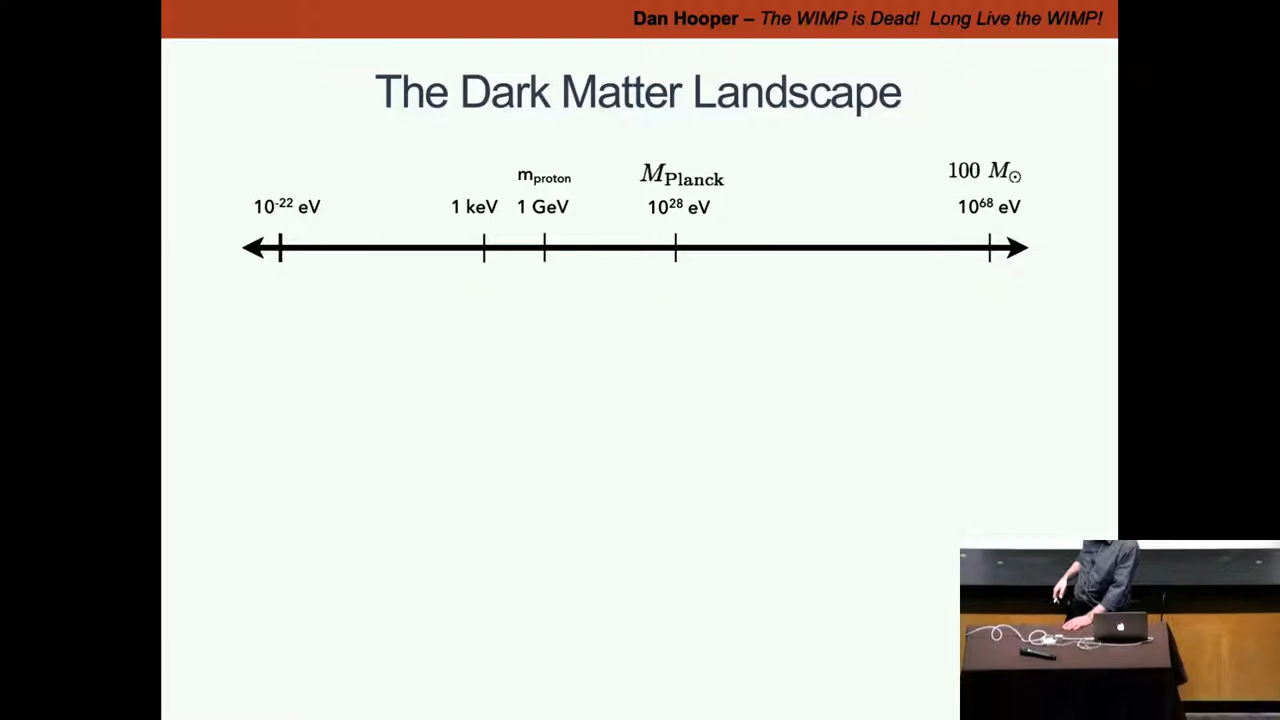 Dan Hooper – The WIMP is Dead! Long Live the WIMP!
The Dark Matter Landscape
m_proton M_Planck 100 M_⊙
10^-22 eV 1 keV 1 GeV 10^28 eV 10^68 eV